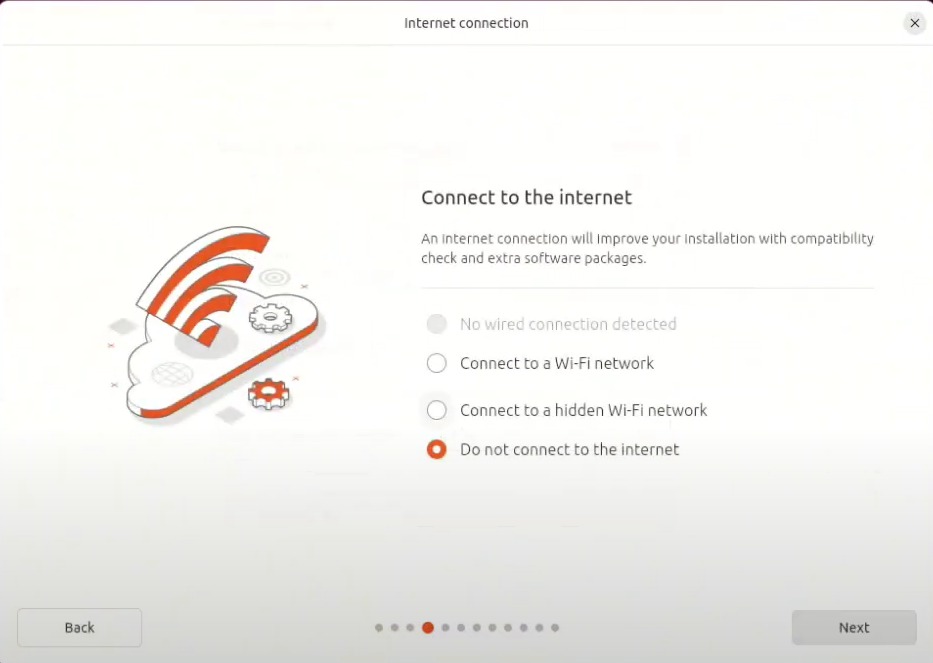 Internet connection
Connect to the internet
An internet connection will improve your installation with compatibility
check and extra software packages.
No wired connection detected
Connect to a Wi-Fi network
Connect to a hidden Wi-Fi network
Do not connect to the internet
Back
Next